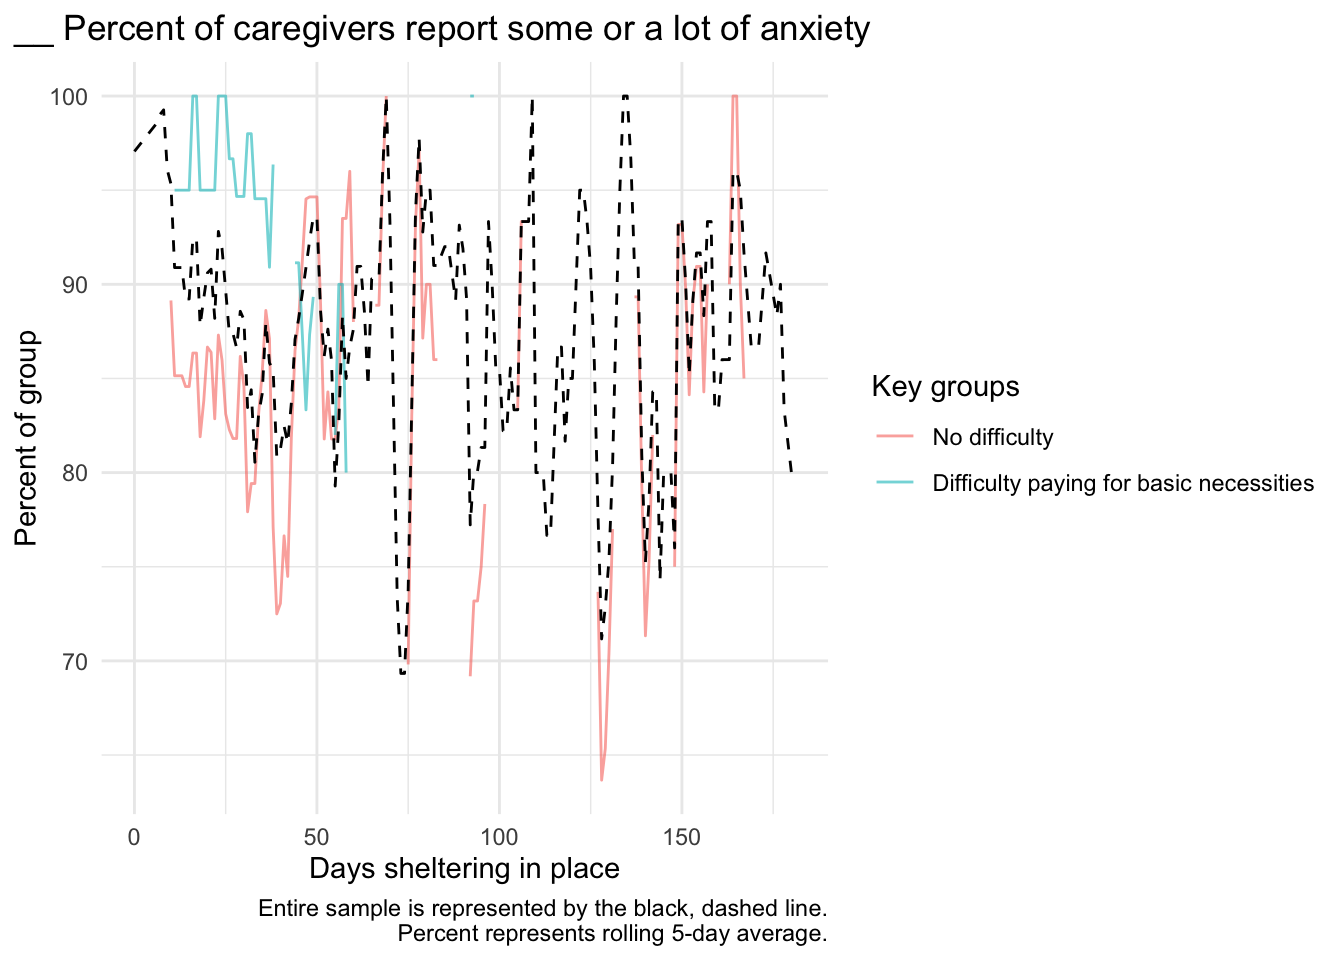 __ Percent of caregivers report some or a lot of anxiety
100
90
80
70
Percent of group
0
50
100
150
Days sheltering in place
Key groups
No difficulty
Difficulty paying for basic necessities
Entire sample is represented by the black, dashed line.
Percent represents rolling 5-day average.